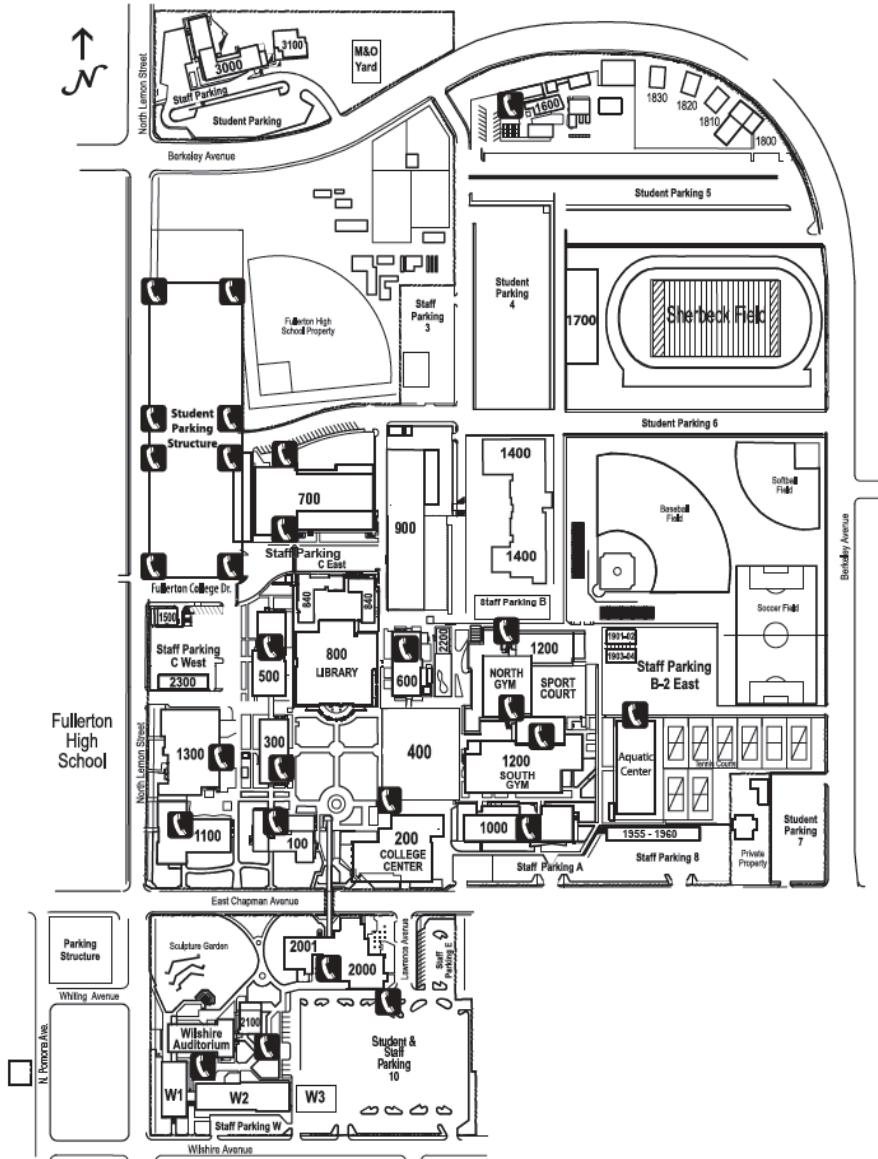 N
North Lemon Street
3100
3000
M&O
Yard
Staff Parking
Student Parking
Berkeley Avenue
1600
1830
1820
1810
1800
Student Parking 5
Student
Parking
4
Staff
Parking
3
Fullerton High
School Property
1700
Sherbeck Field
Student
Parking
Structure
Student Parking 6
700
900
1400
1400
Baseball
Field
Softball
Field
Berkeley Avenue
Staff Parking
C East
Fullerton College Dr.
Staff Parking B
Soccer Field
1500
Staff Parking
C West
2300
500
840
840
800
LIBRARY
600
2200
1200
NORTH
GYM
SPORT
COURT
1901-02
1903-04
Staff Parking
B-2 East
Fullerton
High
School
North Lemon Street
1300
300
400
1200
SOUTH
GYM
Aquatic
Center
Tennis Courts
1100
100
200
COLLEGE
CENTER
1000
1955 - 1960
Staff Parking A
Staff Parking 8
Private
Property
Student
Parking
7
East Chapman Avenue
Parking
Structure
Sculpture Garden
2001
2000
Lawrence Avenue
Staff
Parking E
Whiting Avenue
N. Pomona Ave.
Wilshire
Auditorium
2100
Student &
Staff
Parking
10
W1
W2
W3
Staff Parking W
Wilshire Avenue